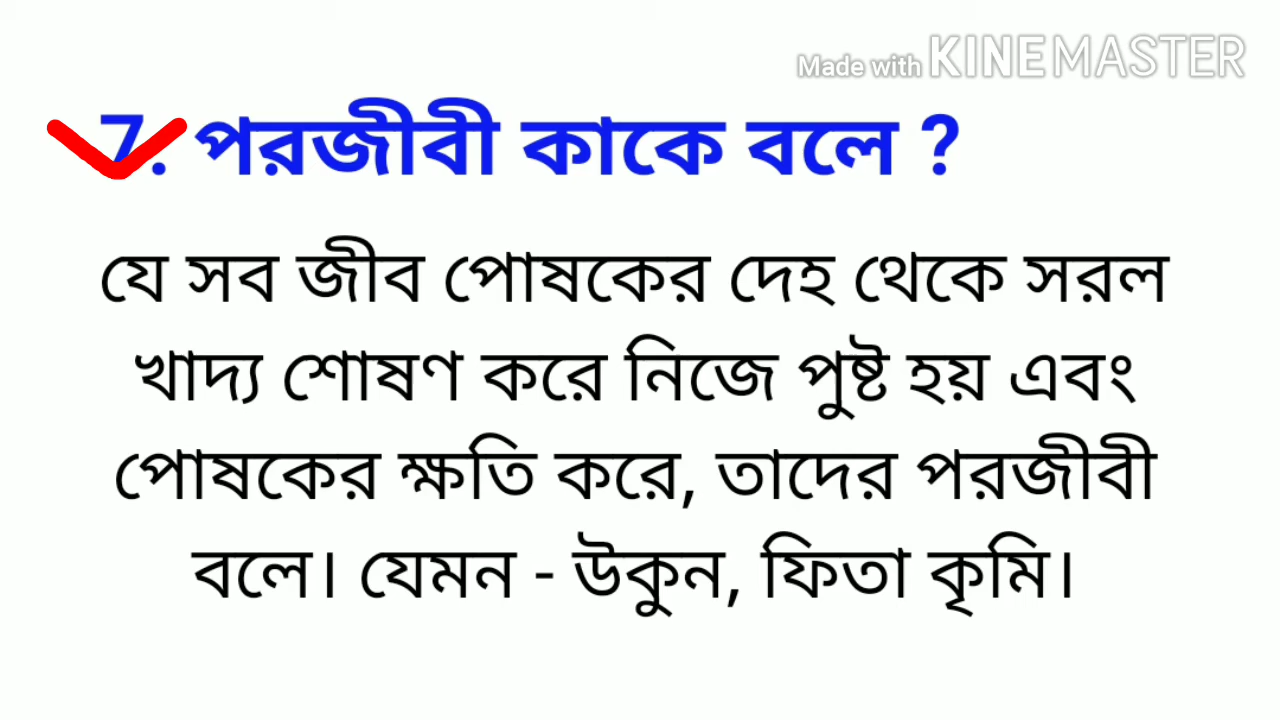 Made with KINEMASTER
7. পরজীবী কাকে বলে ?
যে সব জীব পোষকের দেহ থেকে সরল
খাদ্য শোষণ করে নিজে পুষ্ট হয় এবং
পোষকের ক্ষতি করে, তাদের পরজীবী
বলে। যেমন - উকুন, ফিতা কৃমি।